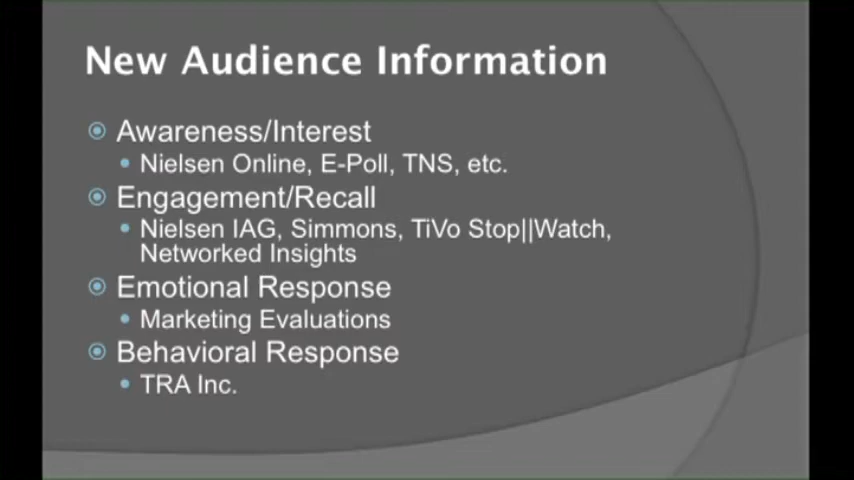 New Audience Information
Awareness/Interest
Nielsen Online, E-Poll, TNS, etc.
Engagement/Recall
Nielsen IAG, Simmons, TiVo Stop||Watch,
Networked Insights
Emotional Response
Marketing Evaluations
Behavioral Response
TRA Inc.